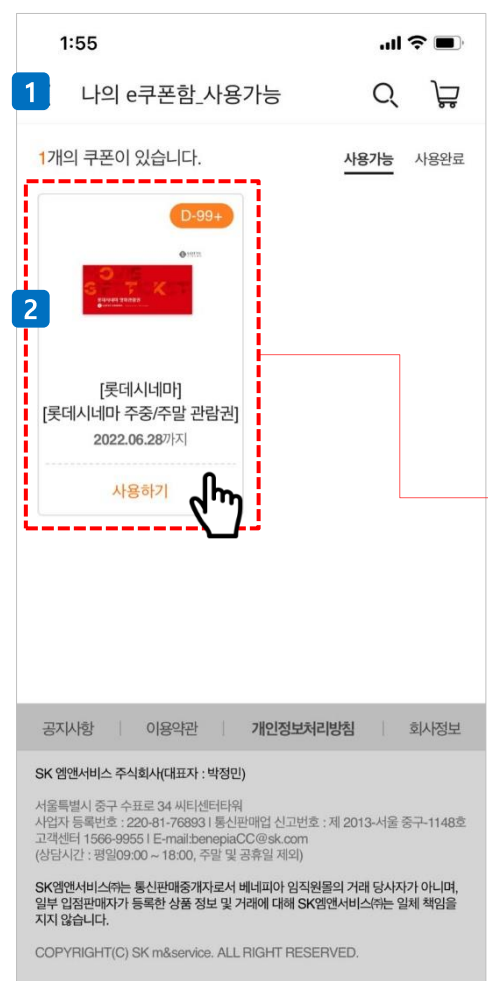 1:55
1
나의 e쿠폰함_사용가능
1개의 쿠폰이 있습니다.
사용가능 사용완료
D-99+
2
[롯데시네마]
[롯데시네마 주중/주말 관람권]
2022.06.28까지
사용하기
공지사항 | 이용약관 | 개인정보처리방침 | 회사정보
SK 엠앤서비스 주식회사(대표자 : 박정민)
서울특별시 중구 수표로 34 씨티센터타워
사업자 등록번호 : 220-81-76893 l 통신판매업 신고번호 : 제 2013-서울 중구-1148호
고객센터 1566-9955 l E-mail:benepiaCC@sk.com
(상담시간 : 평일09:00 ~ 18:00, 주말 및 공휴일 제외)
SK엠앤서비스㈜는 통신판매중개자로서 베네피아 임직원몰의 거래 당사자가 아니며,
일부 입점판매자가 등록한 상품 정보 및 거래에 대해 SK엠앤서비스㈜는 일체 책임을
지지 않습니다.
COPYRIGHT(C) SK m&service. ALL RIGHT RESERVED.